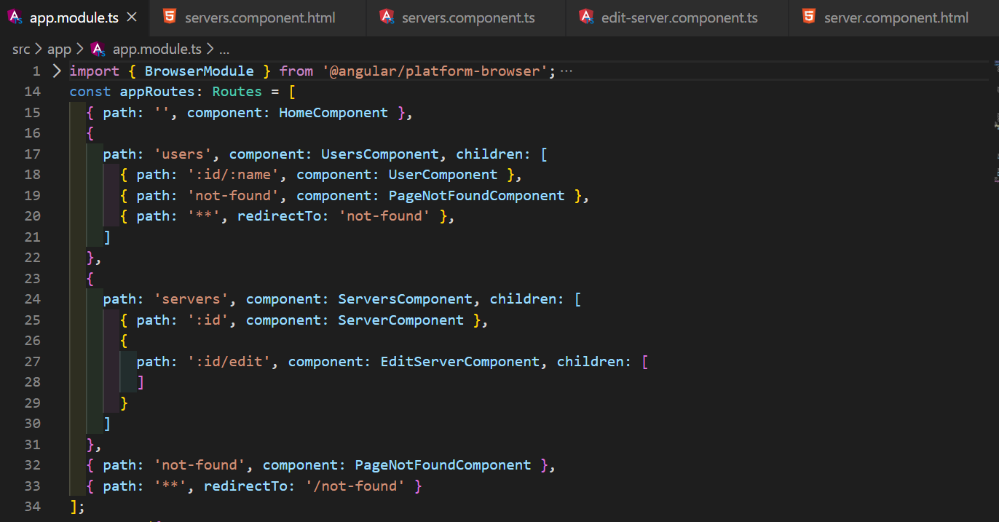 app.module.ts
servers.component.html
servers.component.ts
edit-server.component.ts
server.component.html
src > app > app.module.ts > ...
1 import { BrowserModule } from '@angular/platform-browser'; ...
14 const appRoutes: Routes = [
15 { path: '', component: HomeComponent },
16 {
17 path: 'users', component: UsersComponent, children: [
18 { path: ':id/:name', component: UserComponent },
19 { path: 'not-found', component: PageNotFoundComponent },
20 { path: '**', redirectTo: 'not-found' },
21 ]
22 },
23 {
24 path: 'servers', component: ServersComponent, children: [
25 { path: ':id', component: ServerComponent },
26 {
27 path: ':id/edit', component: EditServerComponent, children: [
28 ]
29 }
30 ]
31 },
32 { path: 'not-found', component: PageNotFoundComponent },
33 { path: '**', redirectTo: '/not-found' }
34 ];